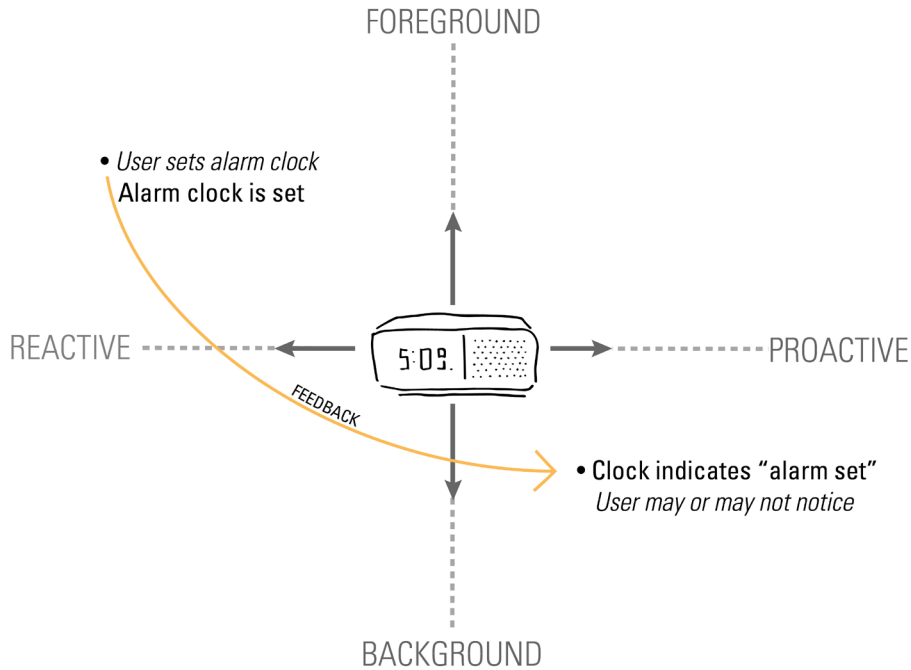 FOREGROUND
• User sets alarm clock
Alarm clock is set
REACTIVE
5:09.
PROACTIVE
FEEDBACK
• Clock indicates “alarm set”
User may or may not notice
BACKGROUND